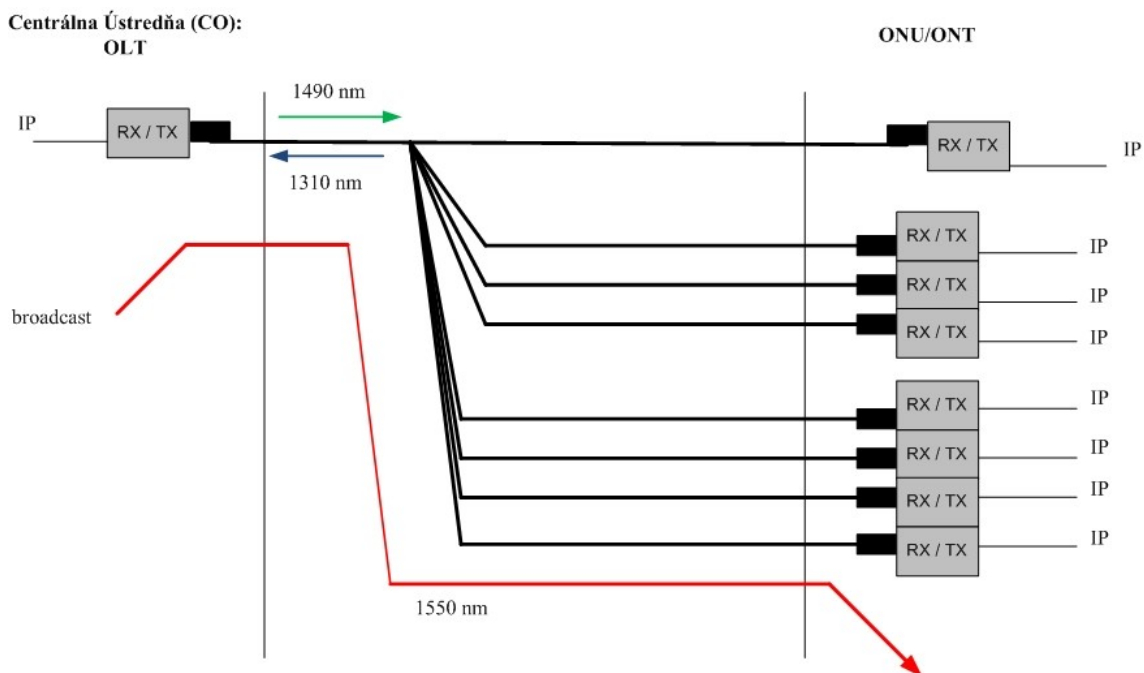 Centrálna Ústredňa (CO):
OLT
ONU/ONT
1490 nm
IP
RX / TX
RX / TX
IP
1310 nm
RX / TX
IP
broadcast
RX / TX
IP
RX / TX
IP
RX / TX
IP
RX / TX
IP
RX / TX
IP
RX / TX
IP
1550 nm